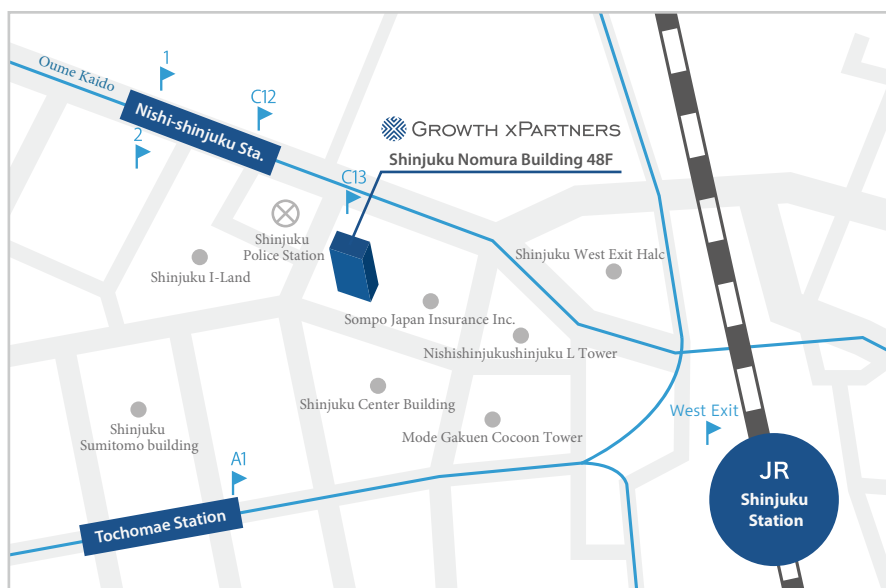 1
Oume Kaido
C12
Nishi-shinjuku Sta.
2
GROWTH XPARTNERS
Shinjuku Nomura Building 48F
C13
Shinjuku
Police Station
Shinjuku I-Land
Shinjuku West Exit Halc
Sompo Japan Insurance Inc.
Nishishinjukushinjuku L Tower
Shinjuku Center Building
West Exit
Shinjuku
Sumitomo building
Mode Gakuen Cocoon Tower
A1
JR
Shinjuku
Station
Tochomae Station